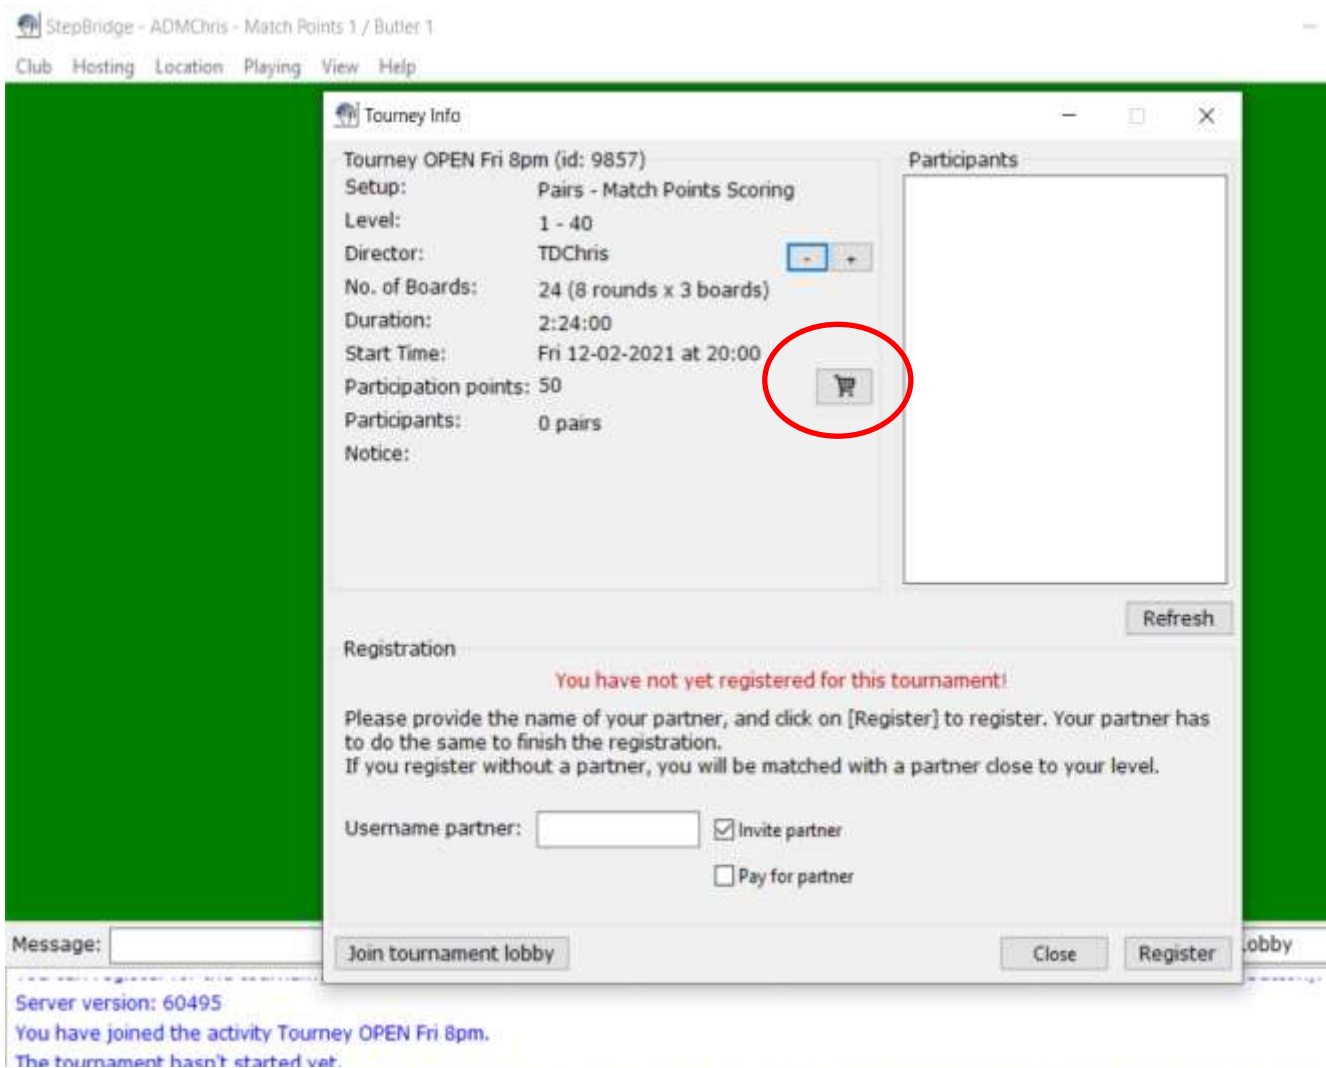 StepBridge - ADMChris - Match Points 1 / Butler 1
Club Hosting Location Playing View Help
Tourney Info
Tourney OPEN Fri 8pm (id: 9857)
Participants
Setup: Pairs - Match Points Scoring
Level: 1 - 40
Director: TDChris - +
No. of Boards: 24 (8 rounds x 3 boards)
Duration: 2:24:00
Start Time: Fri 12-02-2021 at 20:00
Participation points: 50
Participants: 0 pairs
Notice:
Refresh
Registration
You have not yet registered for this tournament!
Please provide the name of your partner, and click on [Register] to register. Your partner has
to do the same to finish the registration.
If you register without a partner, you will be matched with a partner close to your level.
Username partner: Invite partner
Pay for partner
Message: obby
Join tournament lobby Close Register
Server version: 60495
You have joined the activity Tourney OPEN Fri 8pm.
The tournament hasn't started yet.